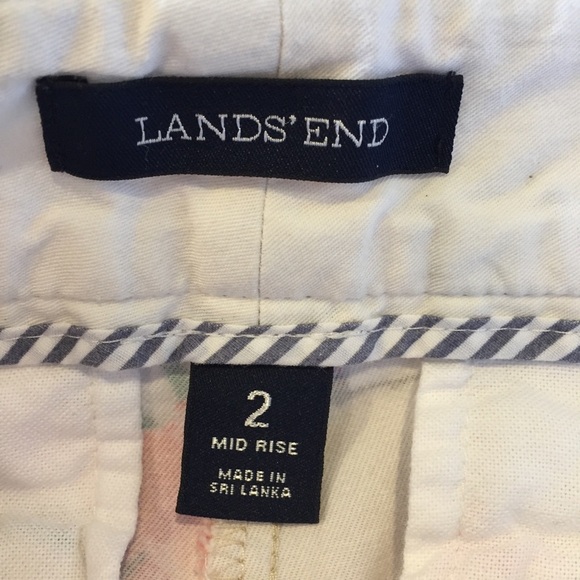 LANDS' END
2
MID RISE
MADE IN
SRI LANKA